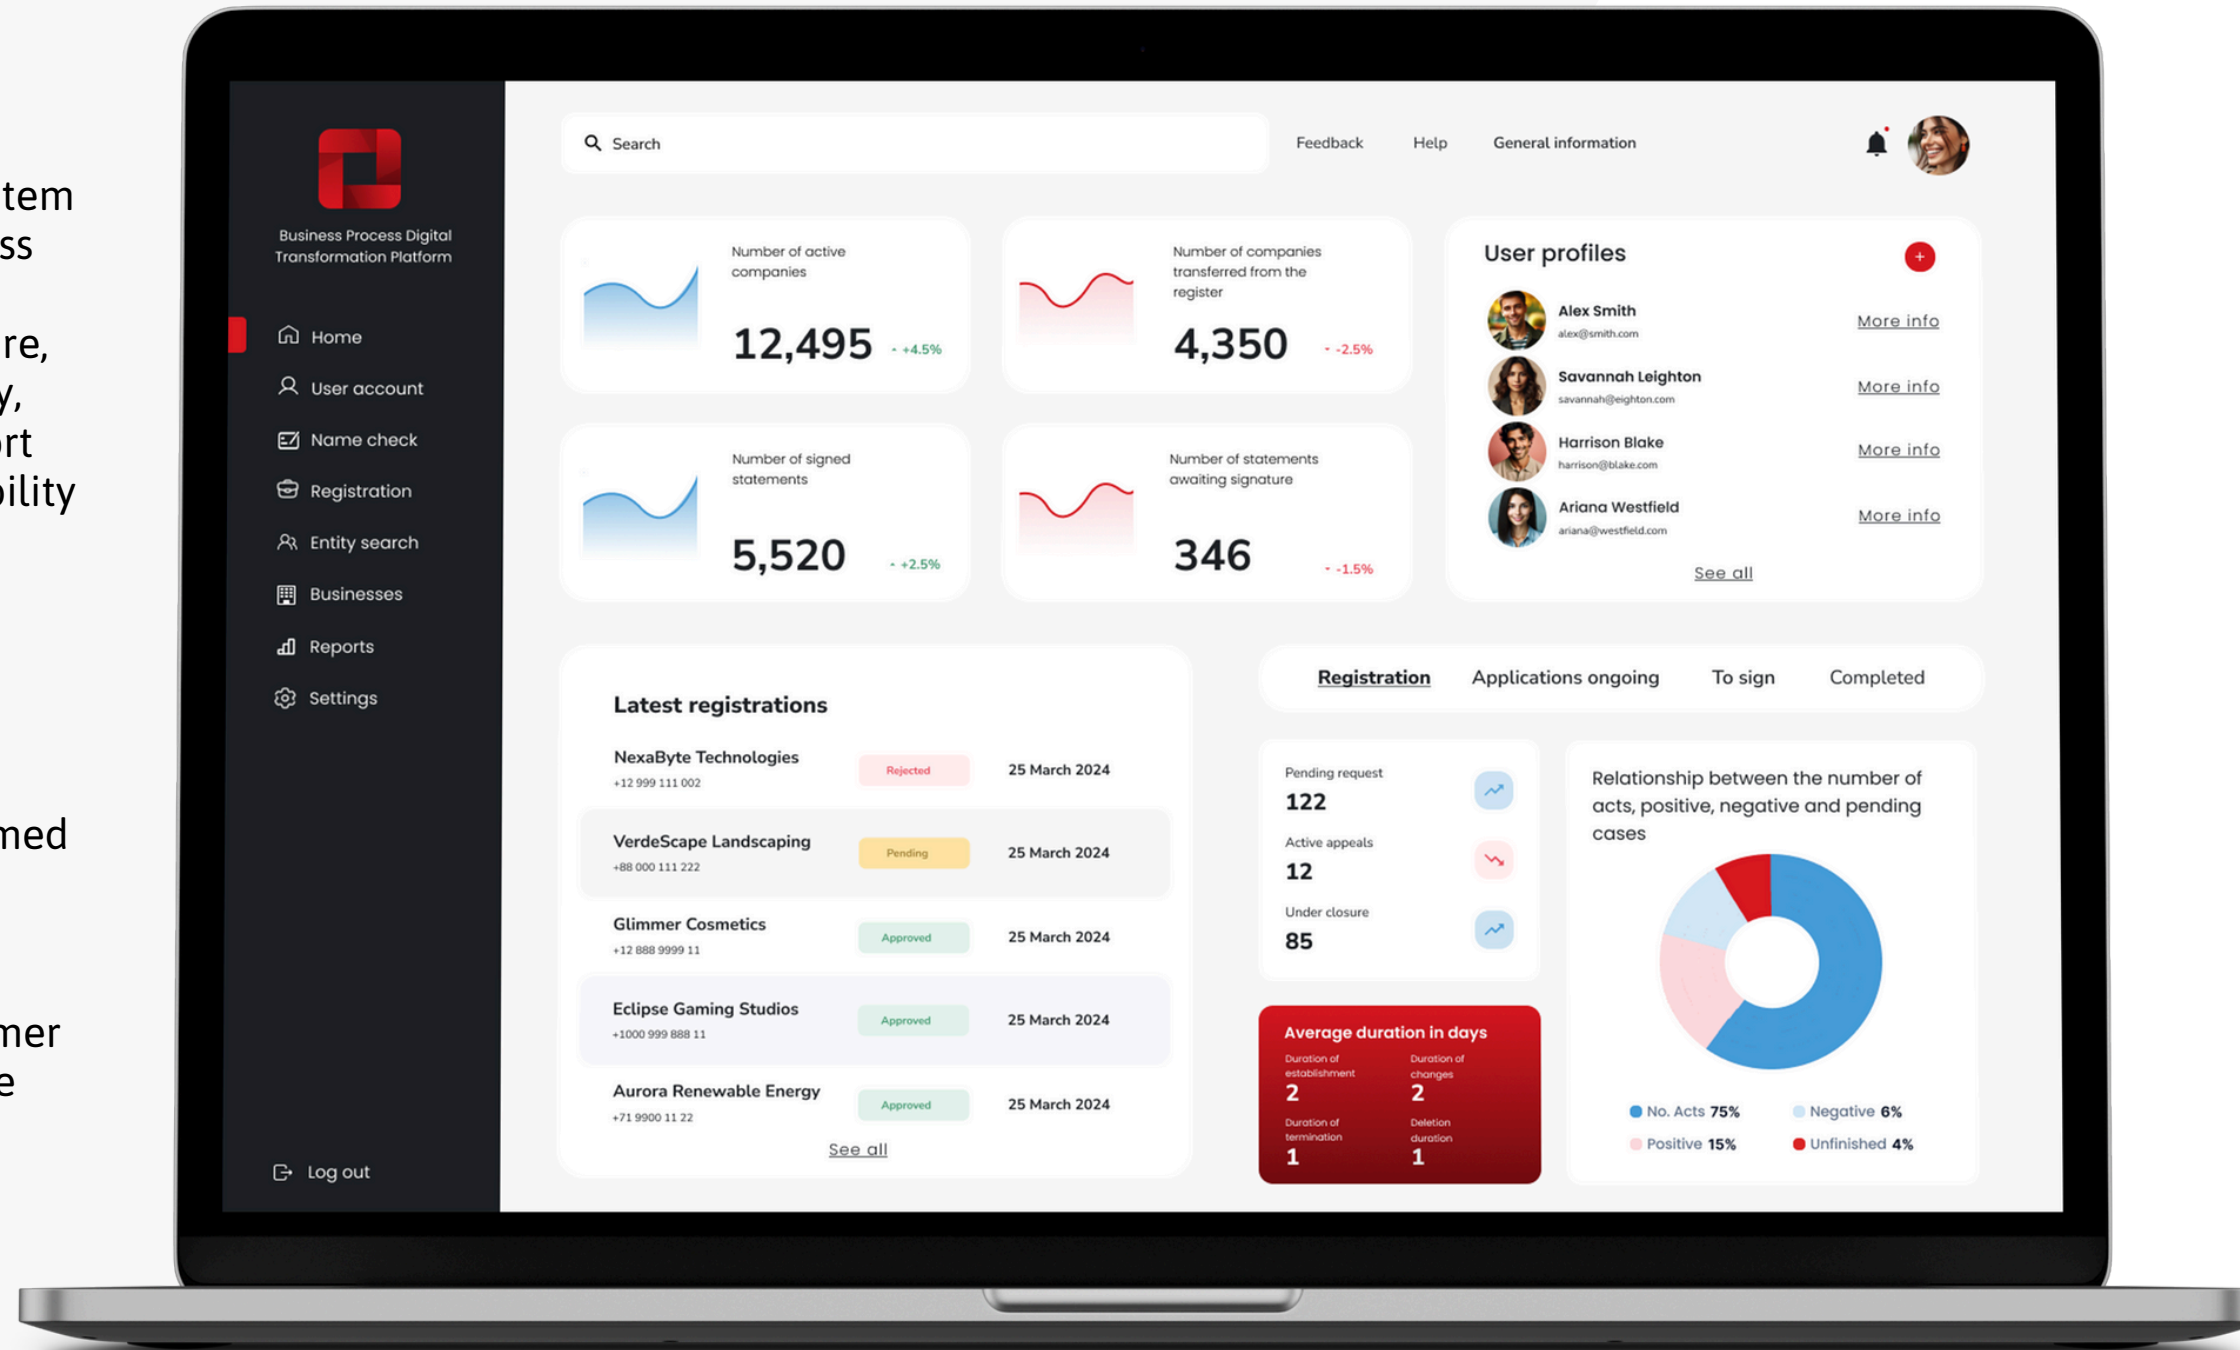 tem
ss
re,
y,
ort
bility
med
mer
e
Business Process Digital
Transformation Platform
Home
User account
Name check
Registration
Entity search
Businesses
Reports
Settings
Log out
Search
Feedback
Help
General information
Number of active
companies
12,495
+4.5%
Number of companies
transferred from the
register
4,350
-2.5%
Number of signed
statements
5,520
+2.5%
Number of statements
awaiting signature
346
-1.5%
User profiles
+
Alex Smith
alex@smith.com
More info
Savannah Leighton
savannah@eighton.com
More info
Harrison Blake
harrison@blake.com
More info
Ariana Westfield
ariana@westfield.com
More info
See all
Latest registrations
NexaByte Technologies
+12 999 111 002
Rejected
25 March 2024
VerdeScape Landscaping
+88 000 111 222
Pending
25 March 2024
Glimmer Cosmetics
+12 888 9999 11
Approved
25 March 2024
Eclipse Gaming Studios
+1000 999 888 11
Approved
25 March 2024
Aurora Renewable Energy
+71 9900 11 22
Approved
25 March 2024
See all
Registration
Applications ongoing
To sign
Completed
Pending request
122
Active appeals
12
Under closure
85
Average duration in days
Duration of
establishment
2
Duration of
changes
2
Duration of
termination
1
Deletion
duration
1
Relationship between the number of
acts, positive, negative and pending
cases
No. Acts 75%
Negative 6%
Positive 15%
Unfinished 4%